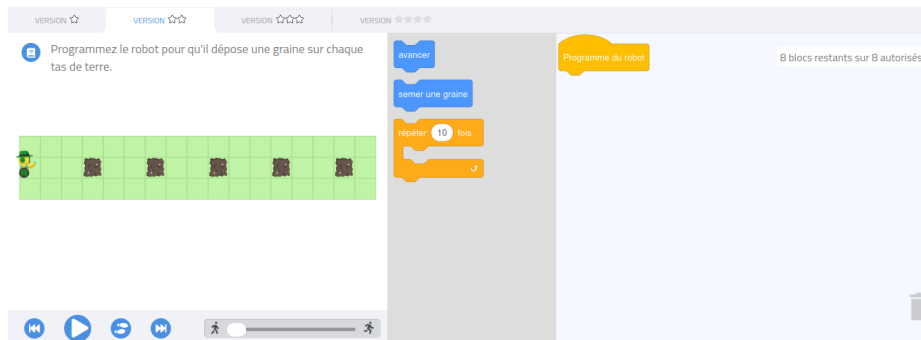 VERSION
VERSION
VERSION
VERSION
Programmez le robot pour qu'il dépose une graine sur chaque
tas de terre.
avancer
semer une graine
répéter 10 fois
Programme du robot
8 blocs restants sur 8 autorisés